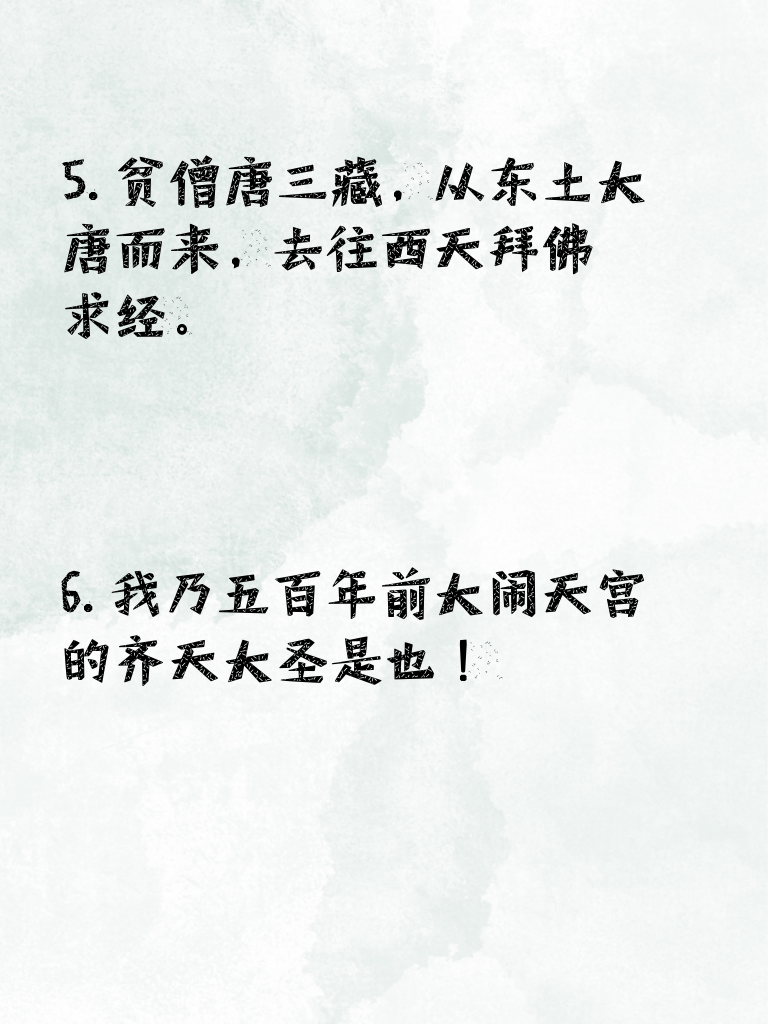 5. 贫僧唐三藏，从东土大
唐而来，去往西天拜佛
求经。
6. 我乃五百年前大闹天宫
的齐天大圣是也！